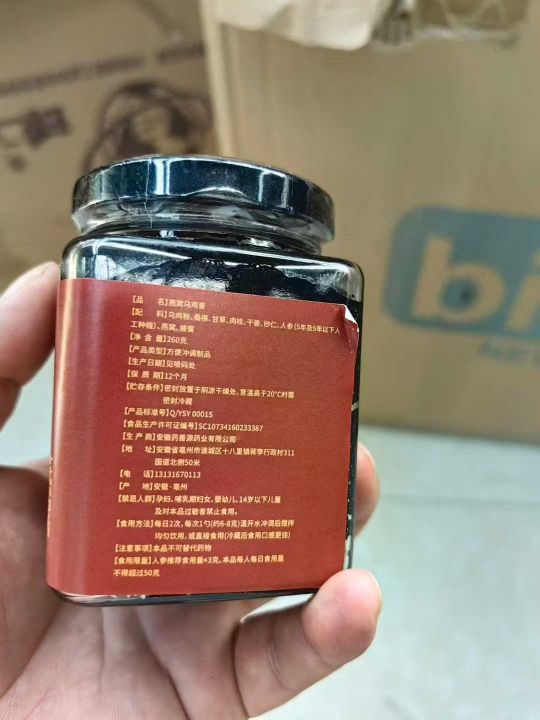 【品　　名】燕窝乌鸡膏
【配　　料】乌鸡粉、桑椹、甘草、肉桂、干姜、砂仁、人参(5年及5年以下人
工种植)、燕窝、蜂蜜
【净 含 量】260克
【产品类型】方便冲调制品
【生产日期】见喷码处
【保 质 期】12个月
【贮存条件】密封放置于阴凉干燥处,室温高于20℃时需
密封冷藏
【产品标准号】Q/YSY 0001S
【食品生产许可证编号】SC10734160233387
【生 产 商】安徽药善源药业有限公司
【地　　址】安徽省亳州市谯城区十八里镇蒋李行政村311
国道北侧50米
【电　　话】13131670113
【产　　地】安徽·亳州
【禁忌人群】孕妇、哺乳期妇女、婴幼儿、14岁以下儿童
及对本品过敏者禁止食用。
【食用方法】每日2次,每次1勺(约6-8克)温开水冲调后搅拌
均匀饮用,或直接食用(冷藏后食用口感更佳)
【注意事项】本品不可替代药物
【食用限量】人参推荐食用量≤3克,本品每人每日食用量
不得超过50克
bi